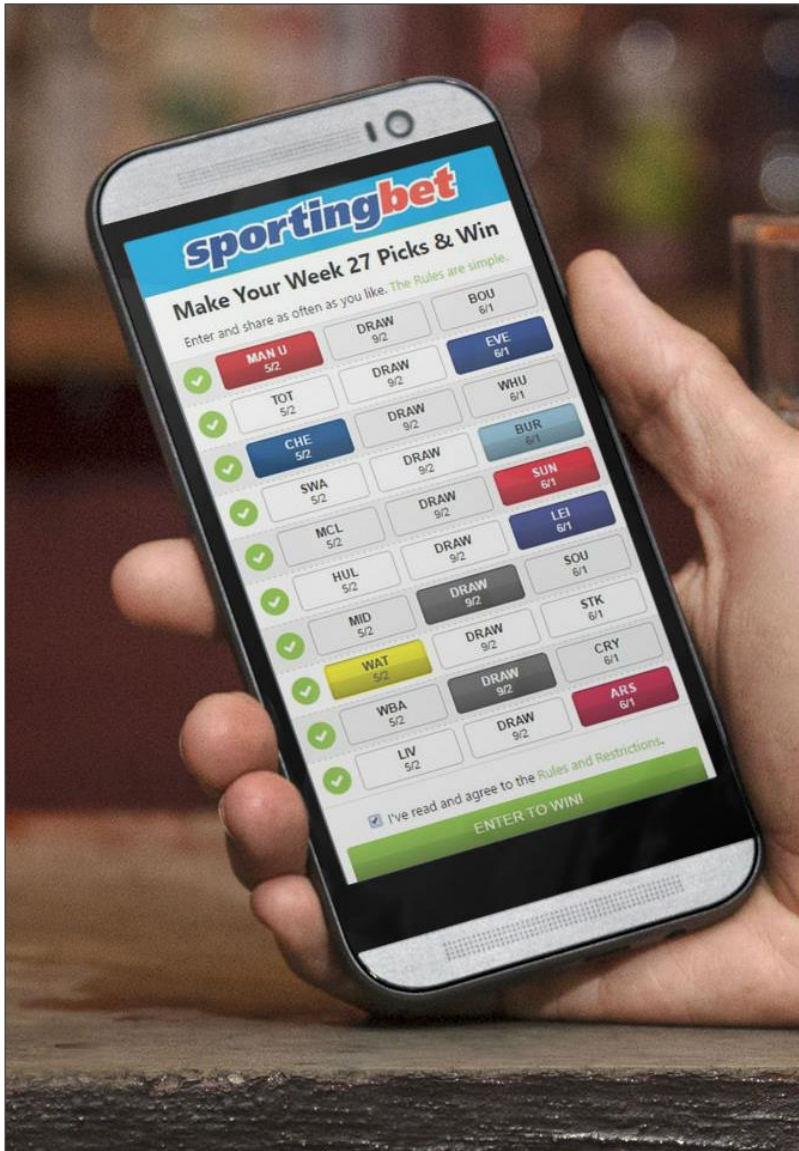 sportingbet
Make Your Week 27 Picks & Win
Enter and share as often as you like. The Rules are simple.
MAN U DRAW BOU
5/2 9/2 6/1
TOT DRAW EVE
5/2 9/2 6/1
CHE DRAW WHU
5/2 9/2 6/1
SWA DRAW BUR
5/2 9/2 6/1
MCL DRAW SUN
5/2 9/2 6/1
HUL DRAW LEI
5/2 9/2 6/1
MID DRAW SOU
5/2 9/2 6/1
WAT DRAW STK
5/2 9/2 6/1
WBA DRAW CRY
5/2 9/2 6/1
LIV DRAW ARS
5/2 9/2 6/1
I've read and agree to the Rules and Restrictions.
ENTER TO WIN!